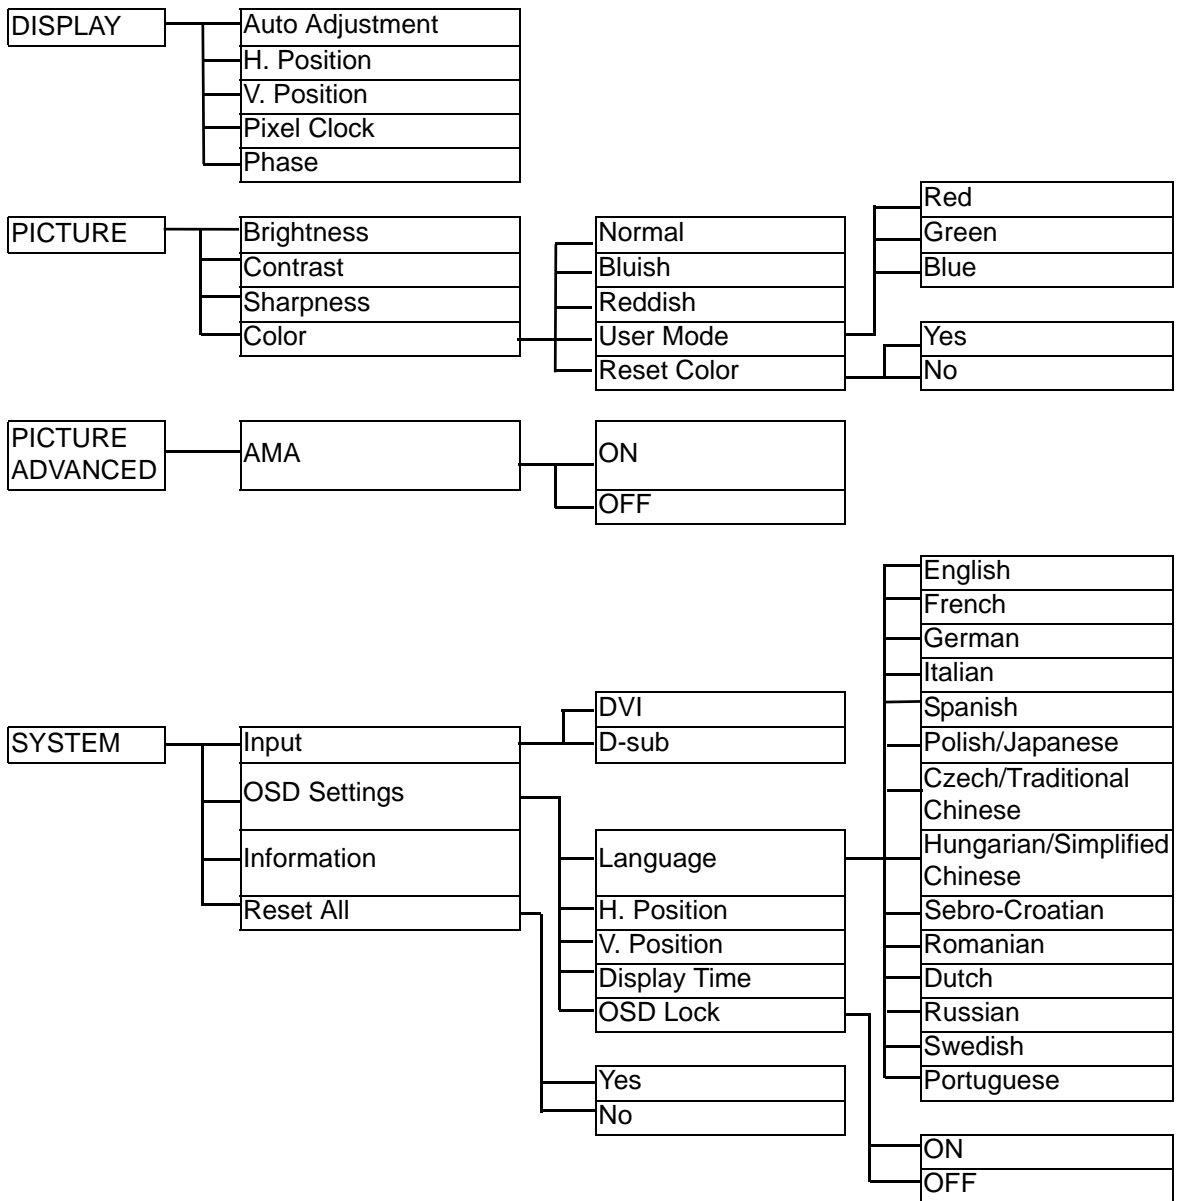 DISPLAY
Auto Adjustment
H. Position
V. Position
Pixel Clock
Phase
PICTURE
Brightness
Contrast
Sharpness
Color
Normal
Bluish
Reddish
User Mode
Reset Color
Red
Green
Blue
Yes
No
PICTURE
ADVANCED
AMA
ON
OFF
SYSTEM
Input
OSD Settings
Information
Reset All
DVI
D-sub
Language
H. Position
V. Position
Display Time
OSD Lock
Yes
No
English
French
German
Italian
Spanish
Polish/Japanese
Czech/Traditional
Chinese
Hungarian/Simplified
Chinese
Sebro-Croatian
Romanian
Dutch
Russian
Swedish
Portuguese
ON
OFF